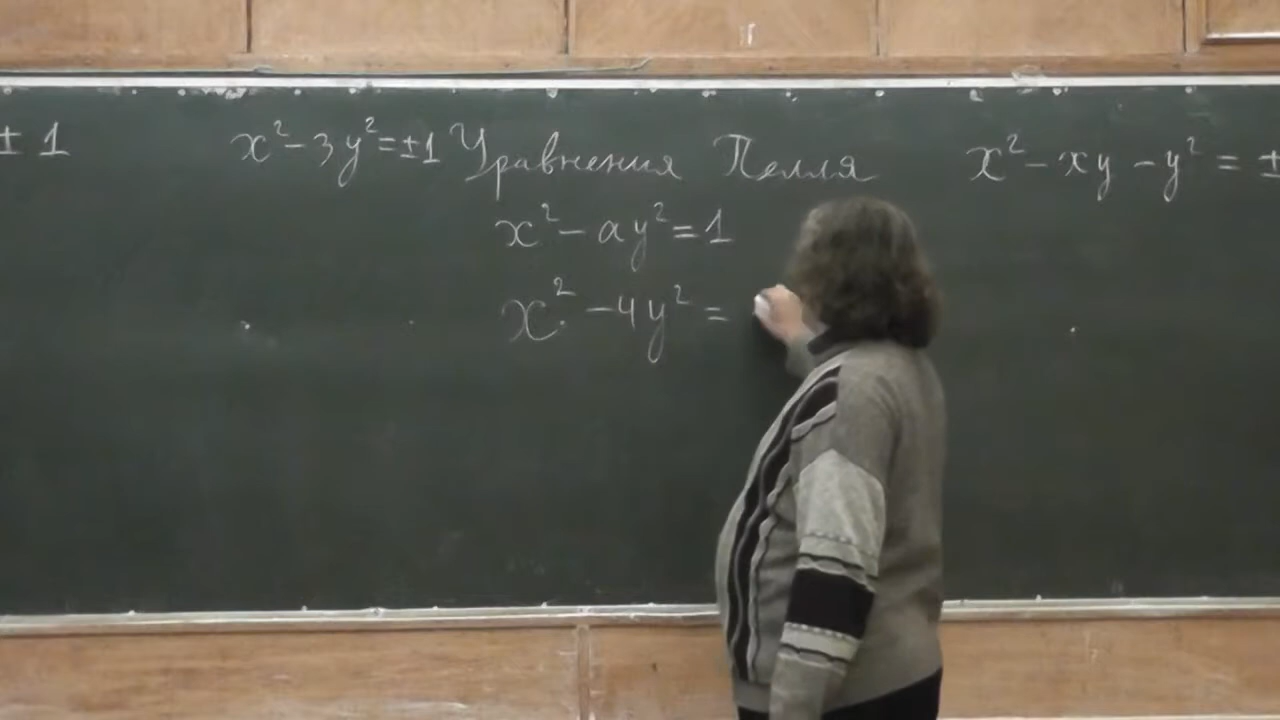 ± 1
x² - 3y² = ±1 Уравнения Пелля
x² - xy - y² = ±
x² - ay² = 1
x² - 4y² =